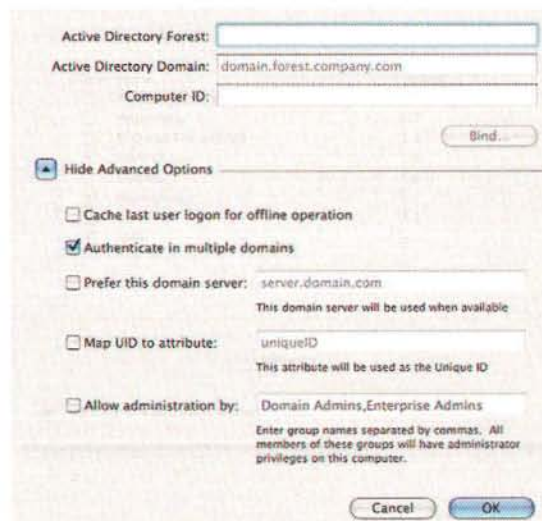 Active Directory Forest:
Active Directory Domain: domain.forest.company.com
Computer ID:
Bind...
Hide Advanced Options
Cache last user logon for offline operation
Authenticate in multiple domains
Prefer this domain server: server.domain.com
This domain server will be used when available
Map UID to attribute: uniqueID
This attribute will be used as the Unique ID
Allow administration by: Domain Admins,Enterprise Admins
Enter group names separated by commas. All
members of these groups will have administrator
privileges on this computer.
Cancel OK